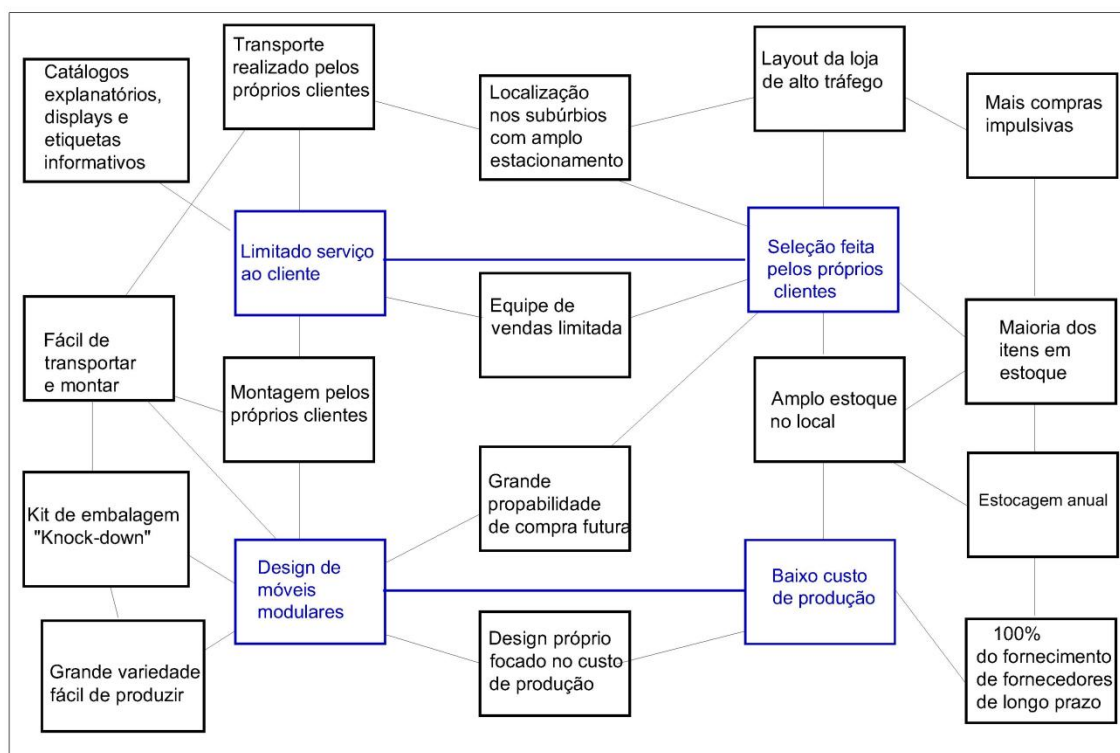 Catálogos
explanatórios,
displays e
etiquetas
informativos
Transporte
realizado pelos
próprios clientes
Localização
nos subúrbios
com amplo
estacionamento
Layout da loja
de alto tráfego
Mais compras
impulsivas
Limitado serviço
ao cliente
Seleção feita
pelos próprios
clientes
Equipe de
vendas limitada
Fácil de
transportar
e montar
Montagem pelos
próprios clientes
Amplo estoque
no local
Maioria dos
itens em
estoque
Kit de embalagem
"Knock-down"
Grande
propabilidade
de compra futura
Estocagem anual
Design de
móveis
modulares
Baixo custo
de produção
Grande variedade
fácil de produzir
Design próprio
focado no custo
de produção
100%
do fornecimento
de fornecedores
de longo prazo